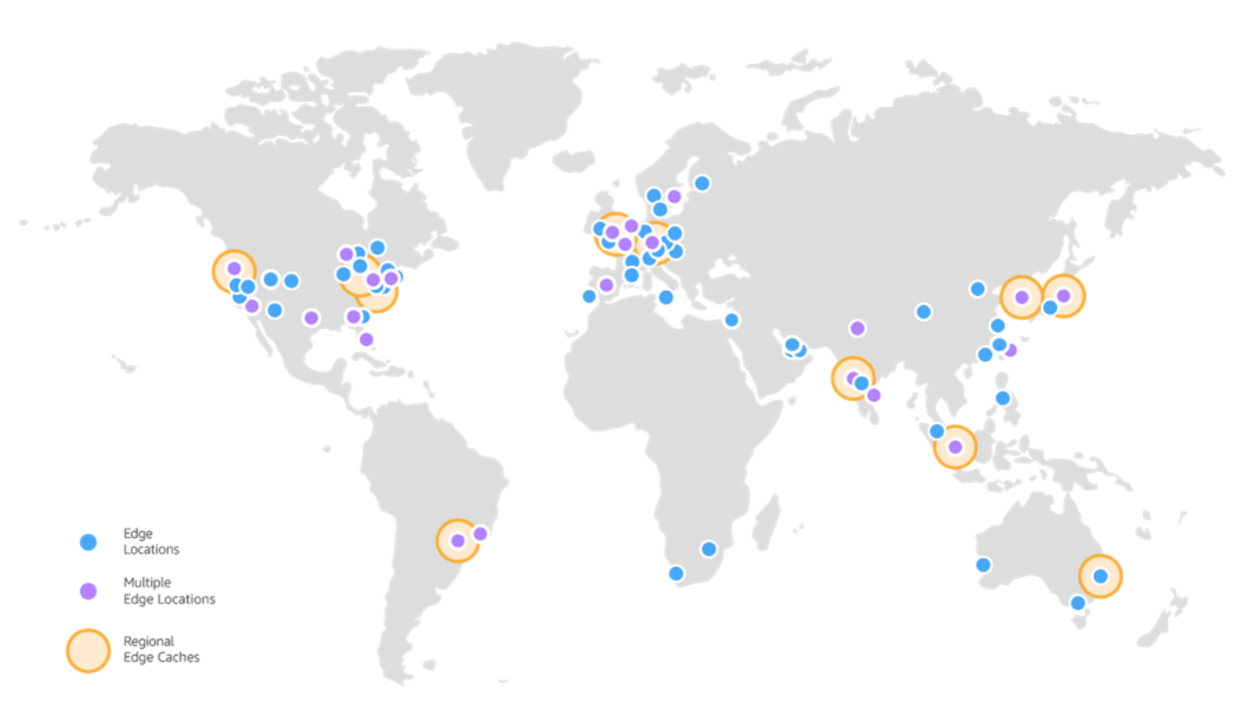 Edge
Locations
Multiple
Edge Locations
Regional
Edge Caches